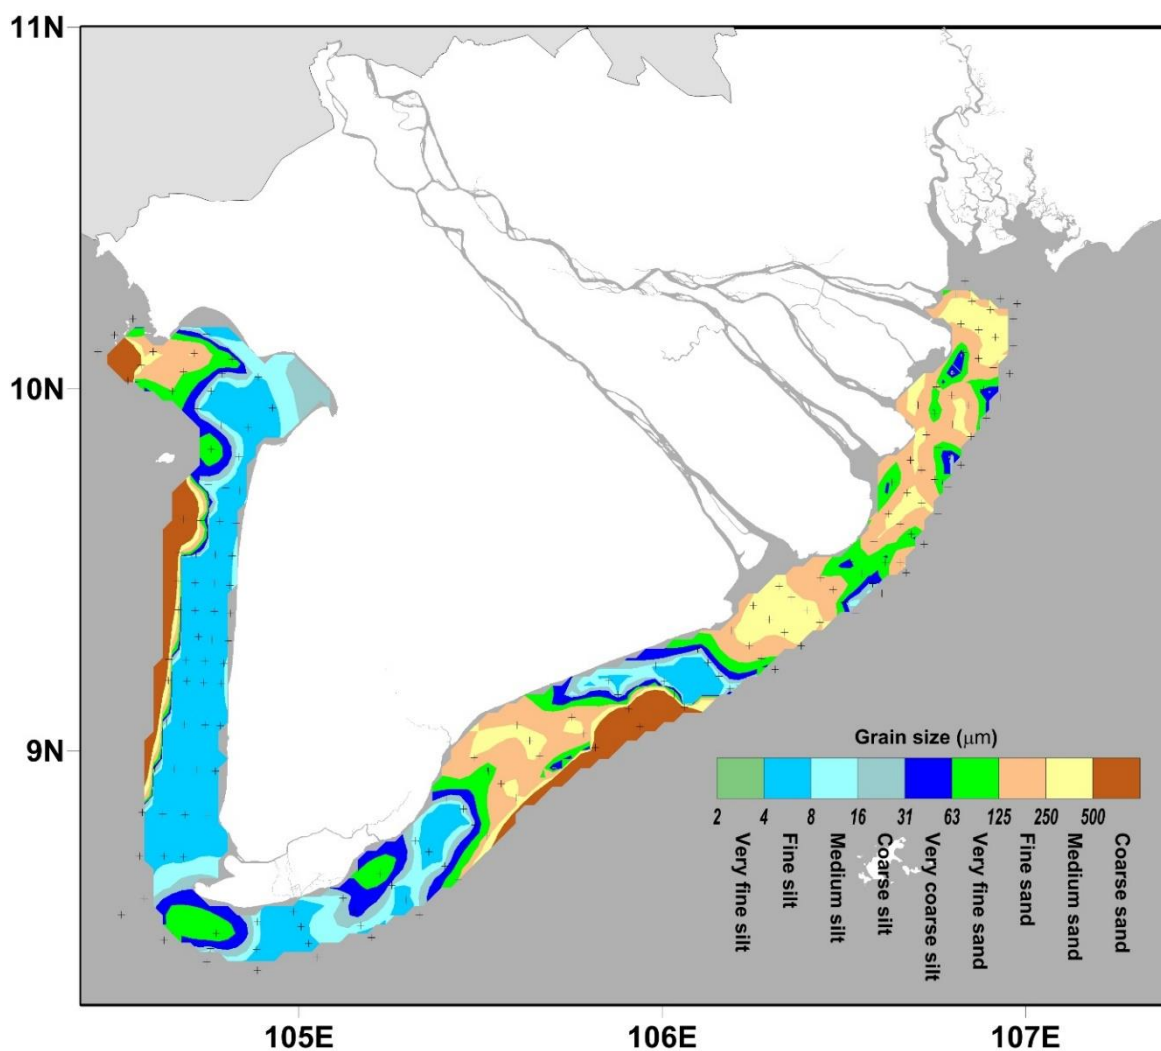 11N
10N
9N
Grain size (μm)
2 4 8 16 31 63 125 250 500
Very fine silt
Fine silt
Medium silt
Coarse silt
Very coarse silt
Very fine sand
Fine sand
Medium sand
Coarse sand
105E 106E 107E